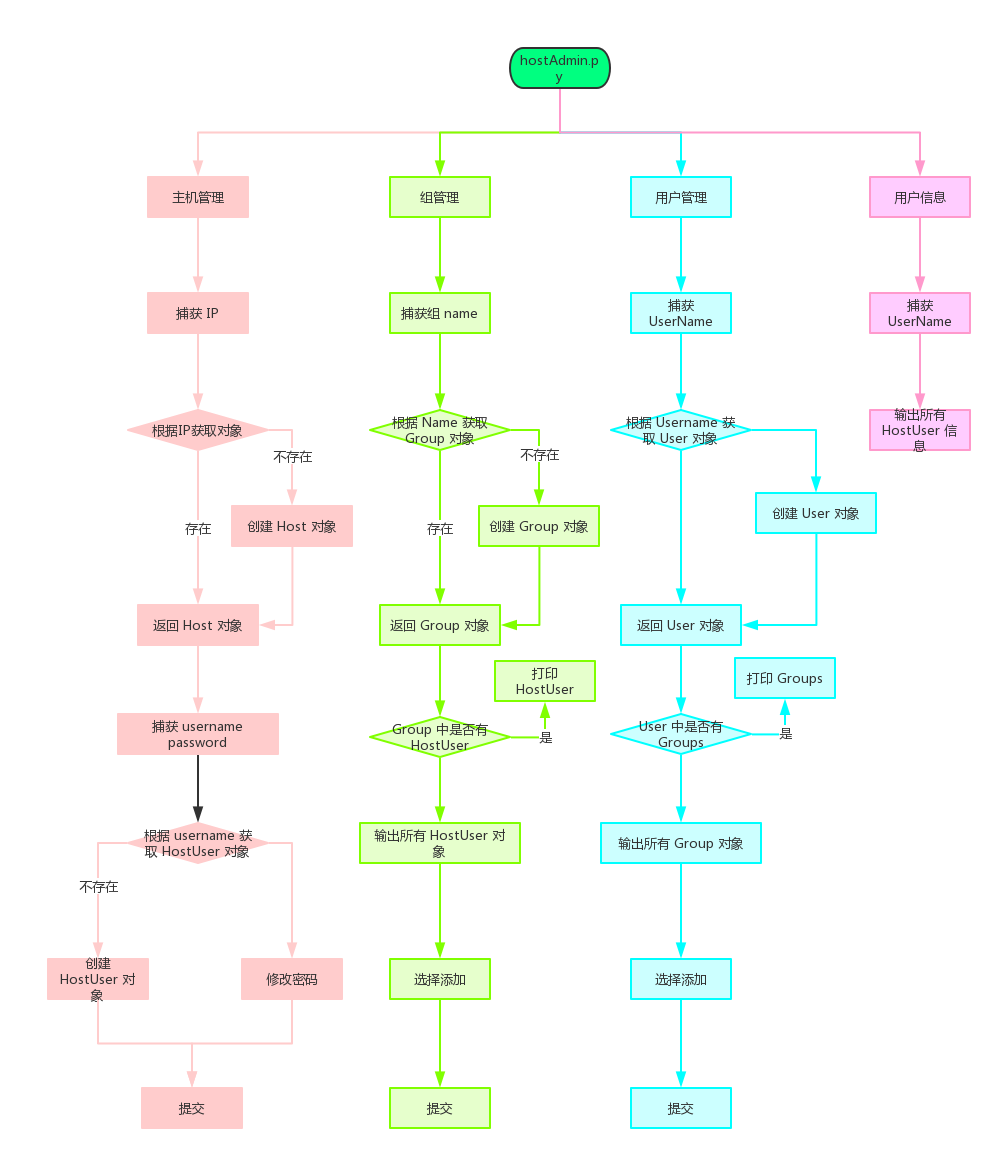 hostAdmin.p
y
主机管理
组管理
用户管理
用户信息
捕获 IP
捕获组 name
捕获
UserName
捕获
UserName
根据IP获取对象
根据 Name 获取
Group 对象
根据 Username 获
取 User 对象
输出所有
HostUser 信
息
不存在
不存在
创建 User 对象
存在
创建 Host 对象
存在
创建 Group 对象
返回 Host 对象
返回 Group 对象
返回 User 对象
打印
HostUser
打印 Groups
捕获 username
password
Group 中是否有
HostUser
是
User 中是否有
Groups
是
根据 username 获
取 HostUser 对象
输出所有 HostUser 对
象
输出所有 Group 对象
不存在
创建
HostUser 对
象
修改密码
选择添加
选择添加
提交
提交
提交